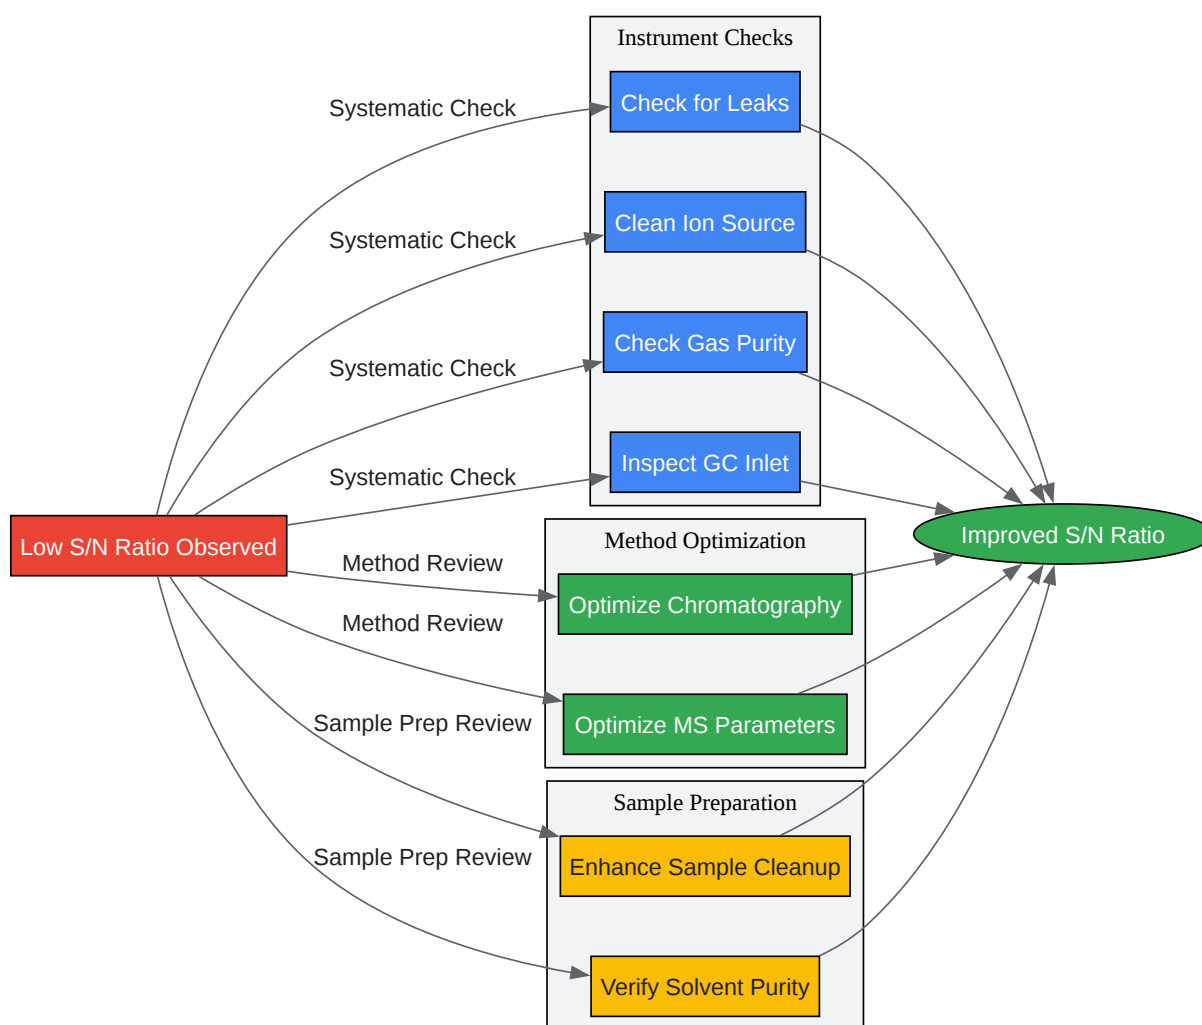 Instrument Checks
Systematic Check
Check for Leaks
Systematic Check
Clean Ion Source
Systematic Check
Check Gas Purity
Systematic Check
Inspect GC Inlet
Low S/N Ratio Observed
Improved S/N Ratio
Method Optimization
Method Review
Optimize Chromatography
Method Review
Optimize MS Parameters
Sample Prep Review
Sample Preparation
Enhance Sample Cleanup
Sample Prep Review
Verify Solvent Purity